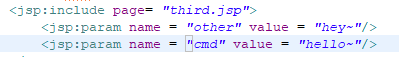 <jsp:include page= "third.jsp">
<jsp:param name = "other" value = "hey~"/>
<jsp:param name = "cmd" value = "hello~"/>